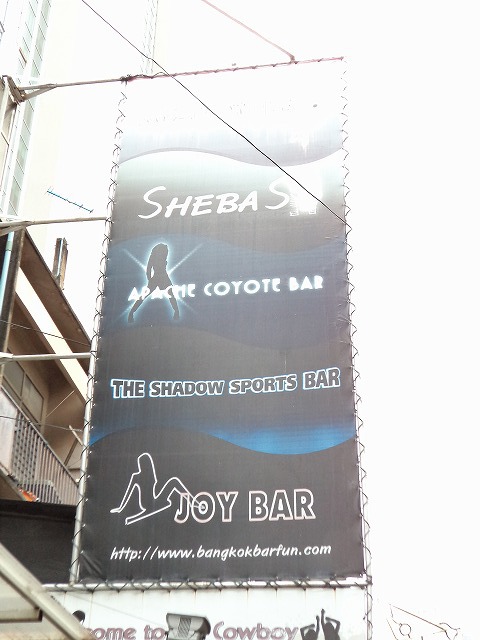 SHEBA S
APACHE COYOTE BAR
THE SHADOW SPORTS BAR
JOY BAR
http://www.bangkokbarfun.com
ome to Cowboy